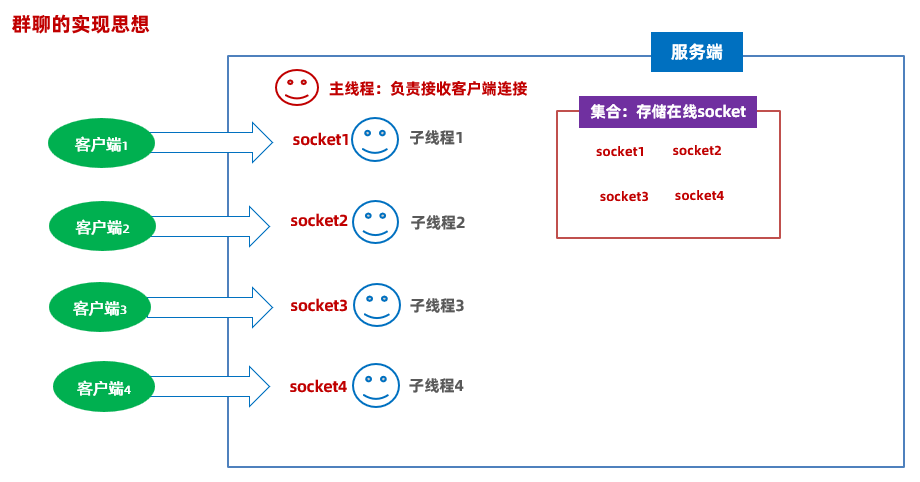 群聊的实现思想
服务端
主线程：负责接收客户端连接
集合：存储在线socket
客户端1
socket1
子线程1
socket1
socket2
socket3
socket4
客户端2
socket2
子线程2
客户端3
socket3
子线程3
客户端4
socket4
子线程4